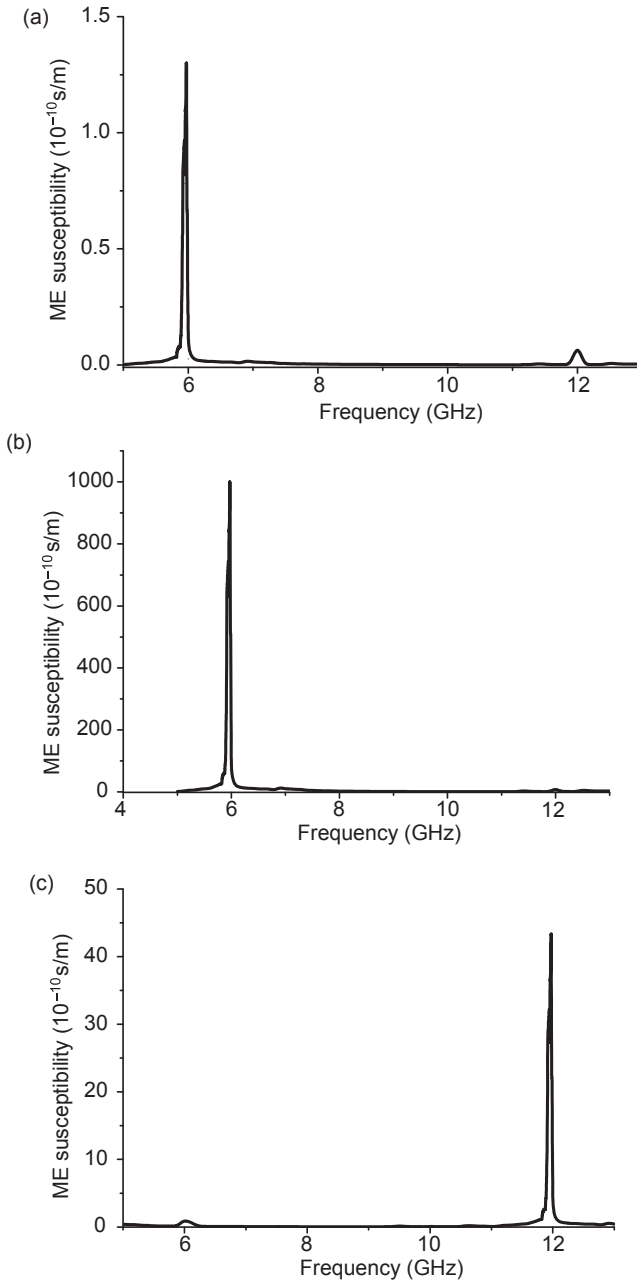 (a)
1.5
1.0
0.5
0.0
ME susceptibility (10⁻¹⁰s/m)
6 8 10 12
Frequency (GHz)
(b)
1000
800
600
400
200
0
ME susceptibility (10⁻¹⁰s/m)
4 6 8 10 12
Frequency (GHz)
(c)
50
40
30
20
10
0
ME susceptibility (10⁻¹⁰s/m)
6 8 10 12
Frequency (GHz)